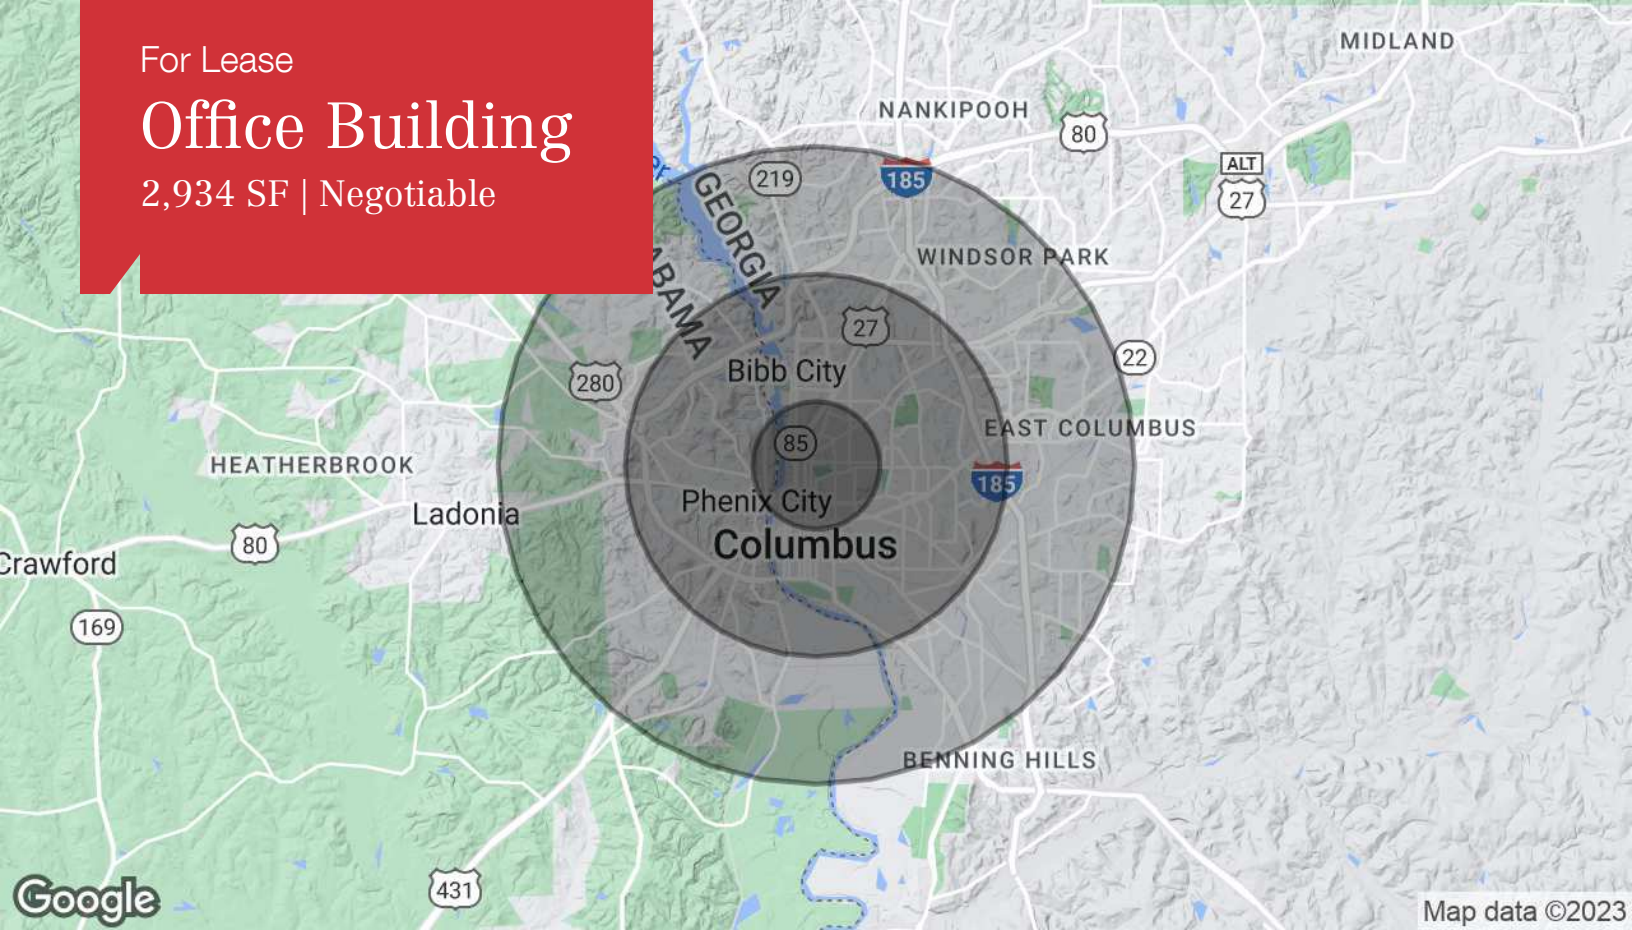 For Lease
Office Building
2,934 SF | Negotiable
MIDLAND
NANKIPOOH
80
ALT
27
219
185
GEORGIA
WINDSOR PARK
ABAMA
27
22
Bibb City
280
EAST COLUMBUS
85
HEATHERBROOK
185
Phenix City
Ladonia
Columbus
80
Crawford
169
BENNING HILLS
431
Google
Map data ©2023